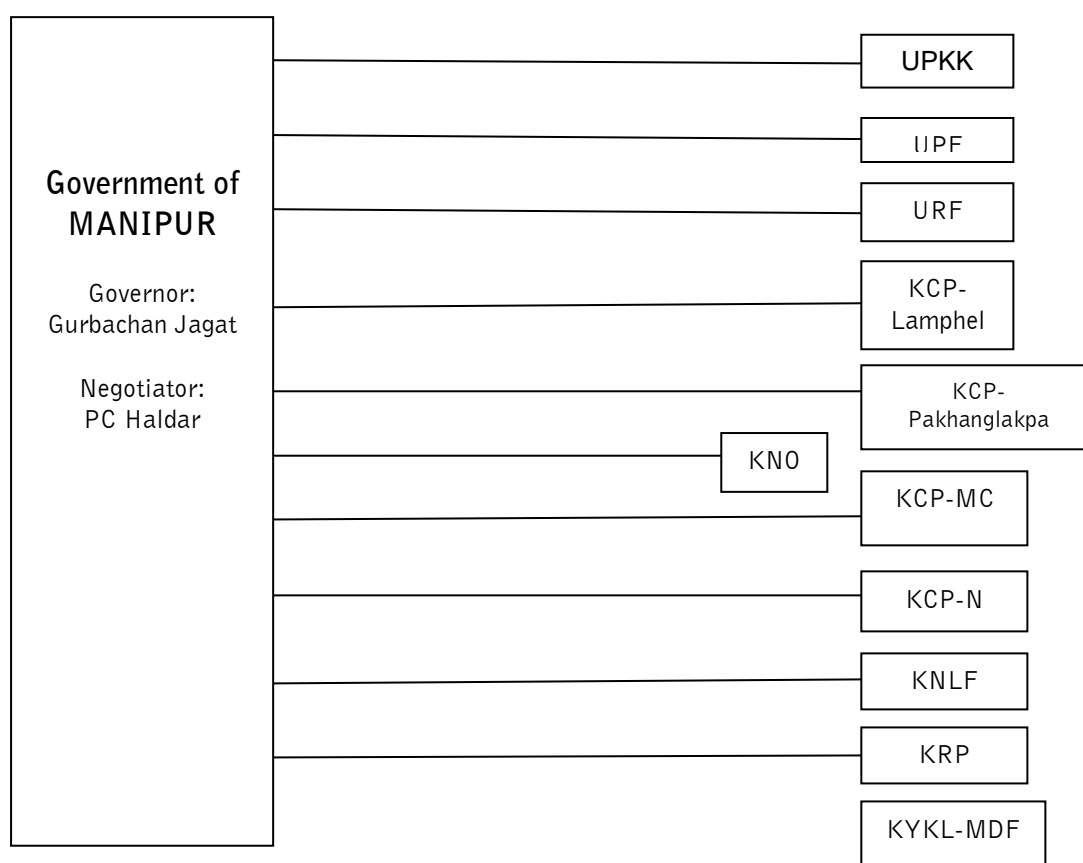 Government of
MANIPUR
Governor:
Gurbachan Jagat
Negotiator:
PC Haldar
UPKK
UPF
URF
KCP-
Lamphel
KCP-
Pakhanglakpa
KNO
KCP-MC
KCP-N
KNLF
KRP
KYKL-MDF